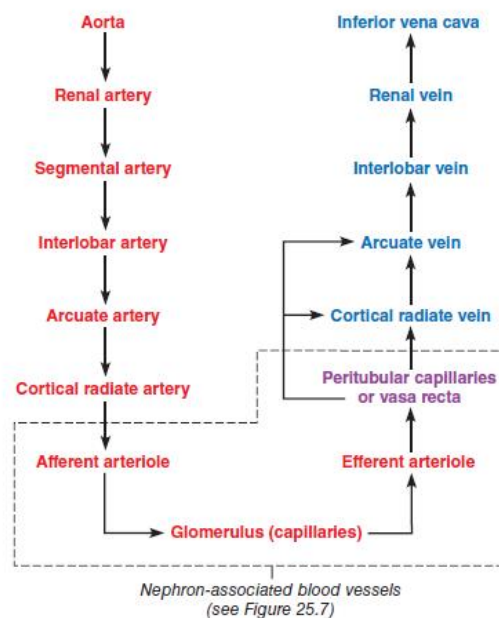 Aorta
Renal artery
Segmental artery
Interlobar artery
Arcuate artery
Cortical radiate artery
Afferent arteriole
Glomerulus (capillaries)
Efferent arteriole
Peritubular capillaries
or vasa recta
Cortical radiate vein
Arcuate vein
Interlobar vein
Renal vein
Inferior vena cava
Nephron-associated blood vessels
(see Figure 25.7)